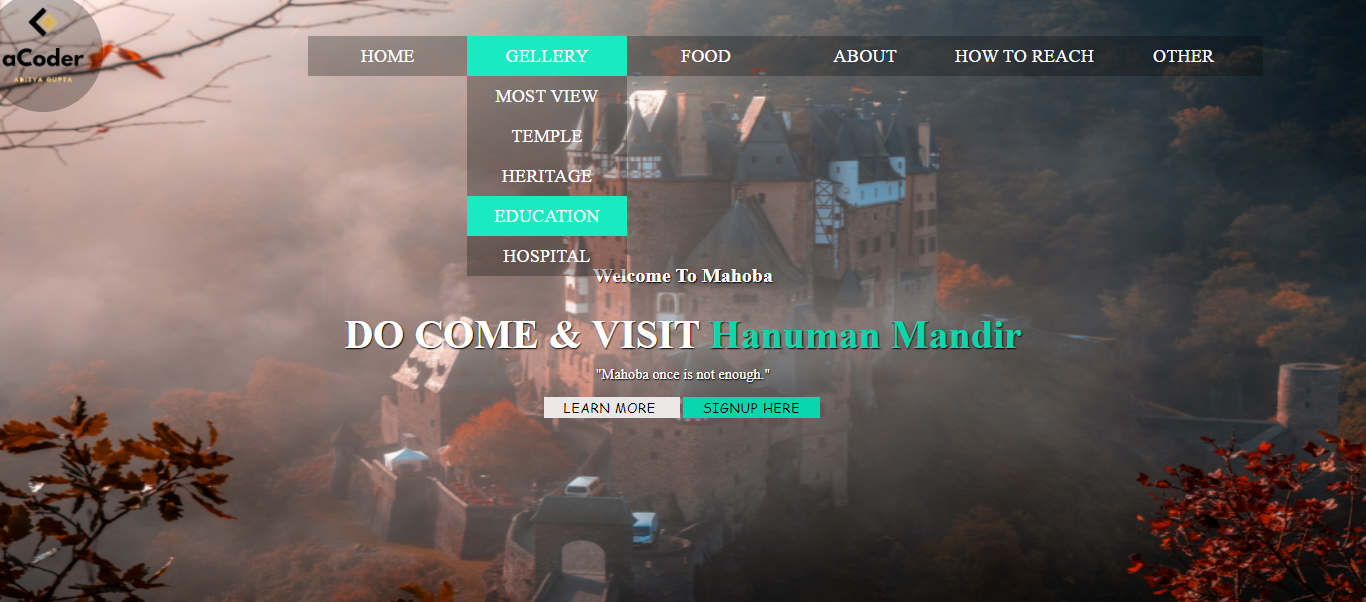 aCoder
ADITYA GUPTA
HOME GELLERY FOOD ABOUT HOW TO REACH OTHER
MOST VIEW
TEMPLE
HERITAGE
EDUCATION
HOSPITAL
Welcome To Mahoba
DO COME & VISIT Hanuman Mandir
"Mahoba once is not enough."
LEARN MORE SIGNUP HERE